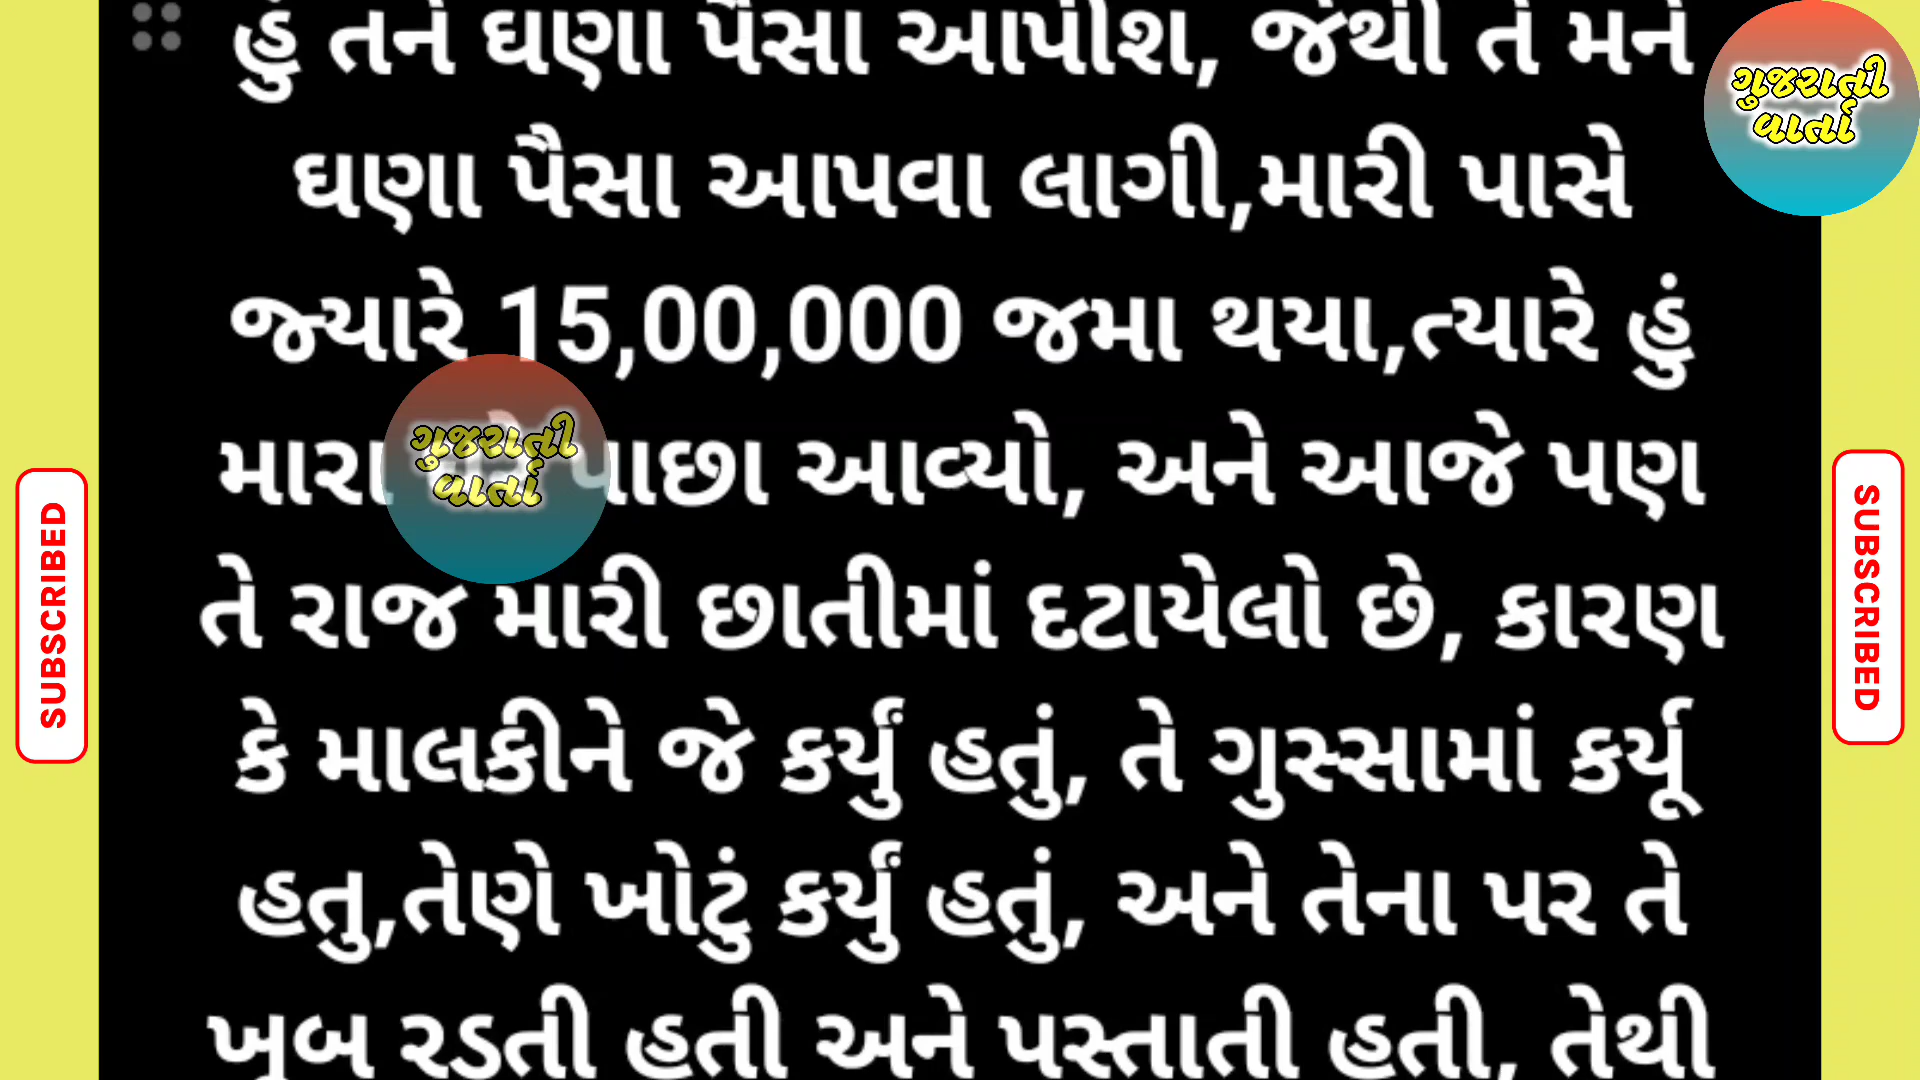 હું તને ઘણા પૈસા આપીશ, જેથી તે મને
ગુજરાતી
વાર્તા
ઘણા પૈસા આપવા લાગી,મારી પાસે
જ્યારે 15,00,000 જમા થયા,ત્યારે હું
મારા પાછા આવ્યો, અને આજે પણ
ગુજરાતી
વાર્તા
તે રાજ મારી છાતીમાં દટાયેલો છે, કારણ
કે માલકીને જે કર્યું હતું, તે ગુસ્સામાં કર્યૂ
હતુ,તેણે ખોટું કર્યું હતું, અને તેના પર તે
ખૂબ રડતી હતી અને પસ્તાતી હતી, તેથી
SUBSCRIBED
SUBSCRIBED